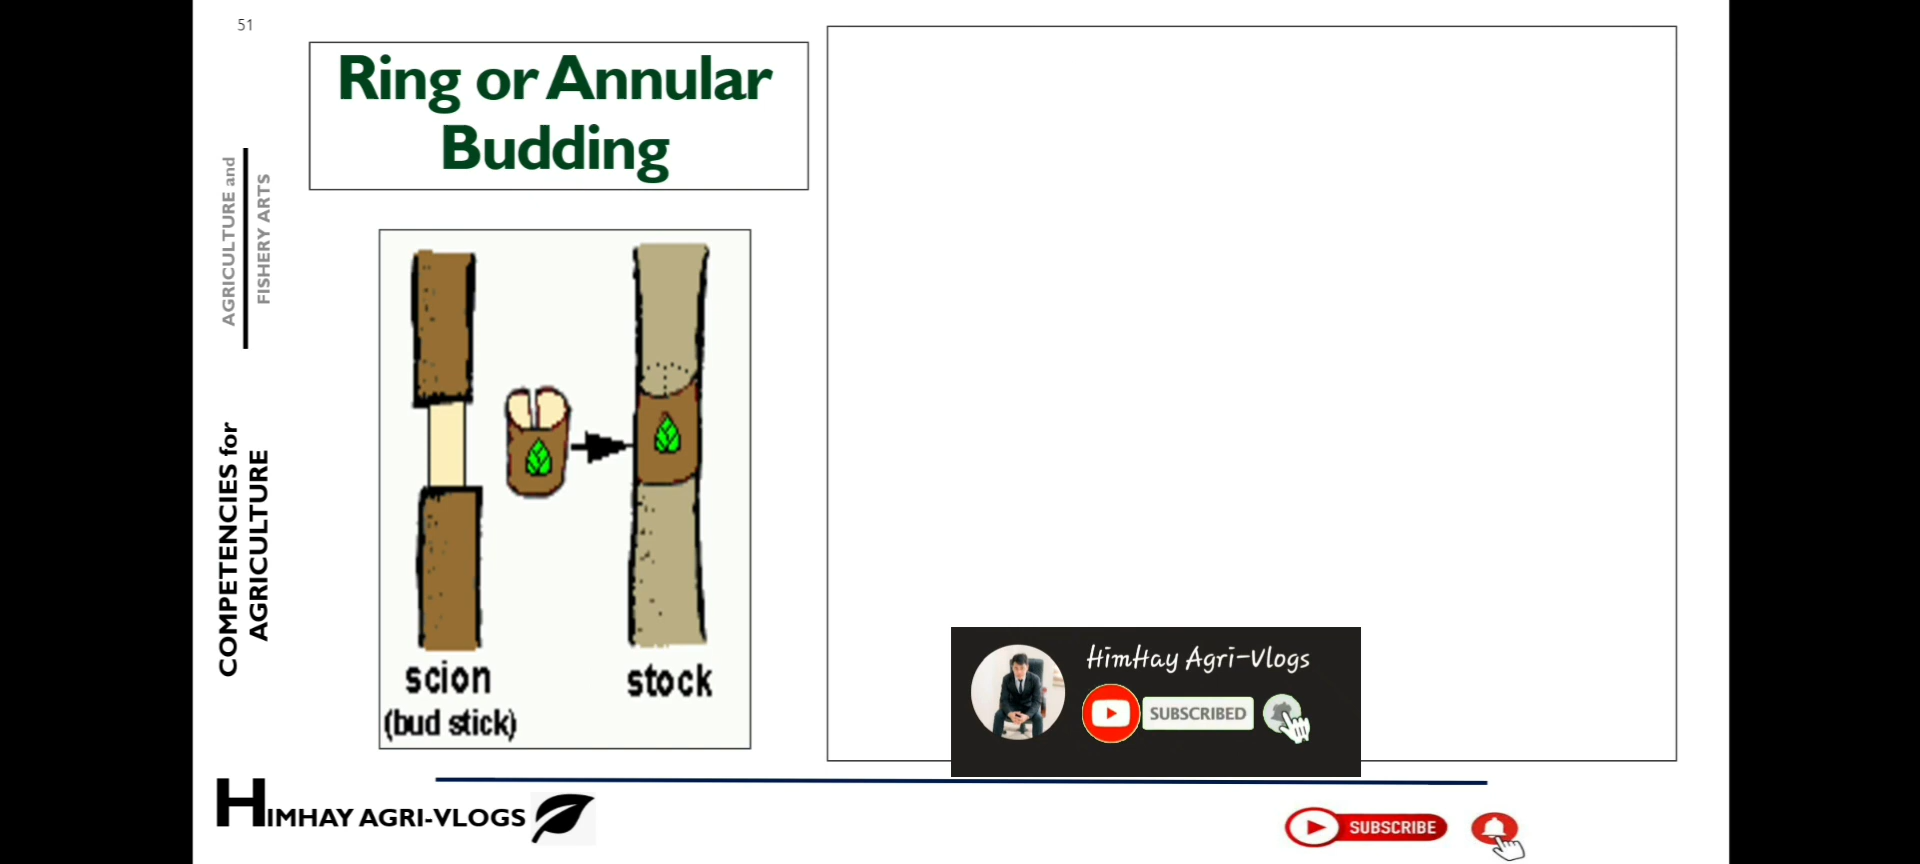 51
Ring or Annular
Budding
AGRICULTURE and
FISHERY ARTS
COMPETENCIES for
AGRICULTURE
scion
(bud stick)
stock
HimHay Agri-Vlogs
SUBSCRIBED
HIMHAY AGRI-VLOGS
SUBSCRIBE